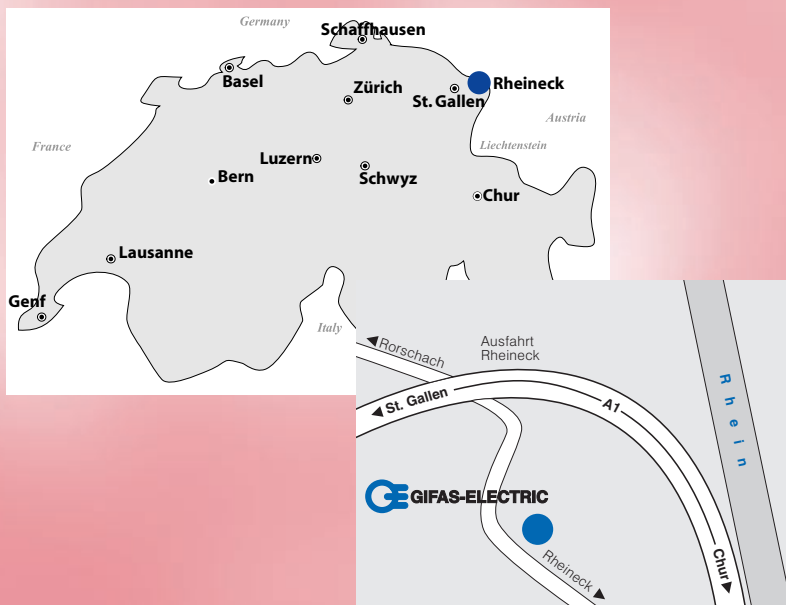 Germany
Schaffhausen
Basel
Zürich
Rheineck
St. Gallen
Austria
France
Liechtenstein
Luzern
Bern
Schwyz
Chur
Lausanne
Genf
Italy
Rorschach
Ausfahrt
Rheineck
St. Gallen
A1
Rhein
GIFAS-ELECTRIC
Rheineck
Chur